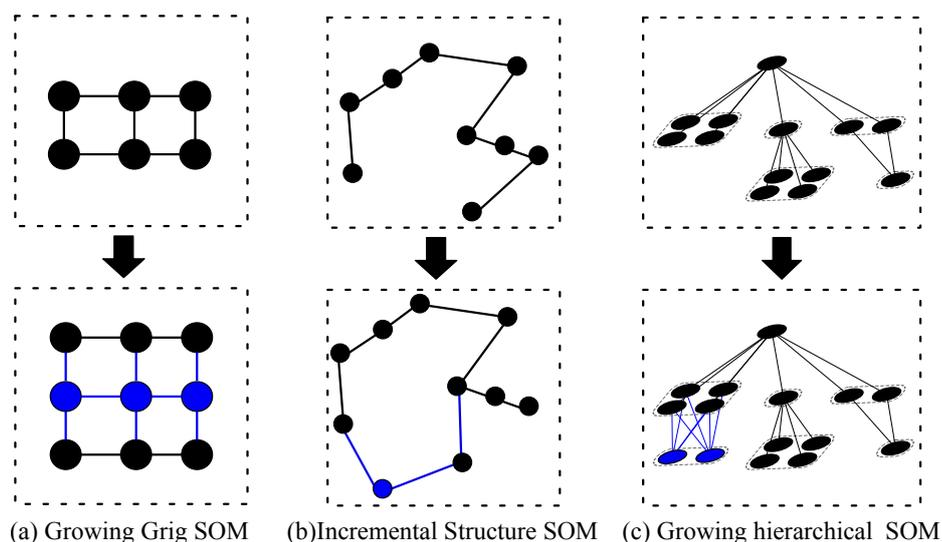 (a) Growing Grig SOM
(b)Incremental Structure SOM
(c) Growing hierarchical SOM